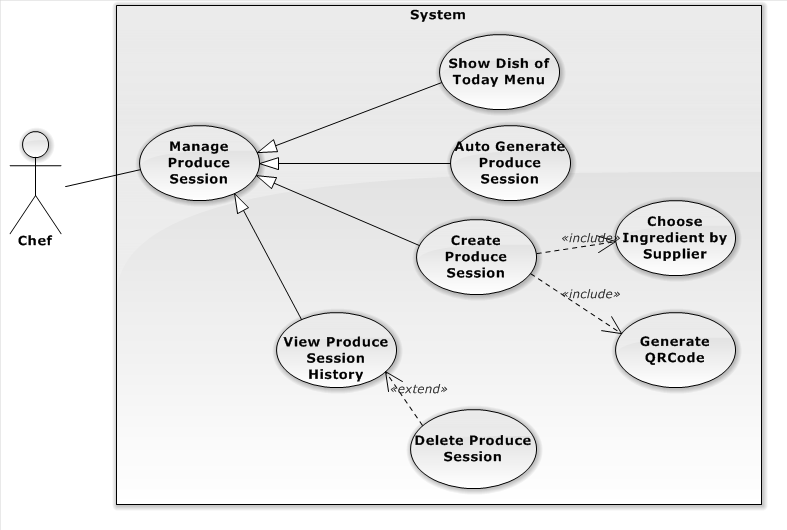 System
Show Dish of
Today Menu
Manage
Produce
Session
Auto Generate
Produce
Session
Chef
Create
Produce
Session
«include»
Choose
Ingredient by
Supplier
«include»
Generate
QRCode
View Produce
Session
History
«extend»
Delete Produce
Session